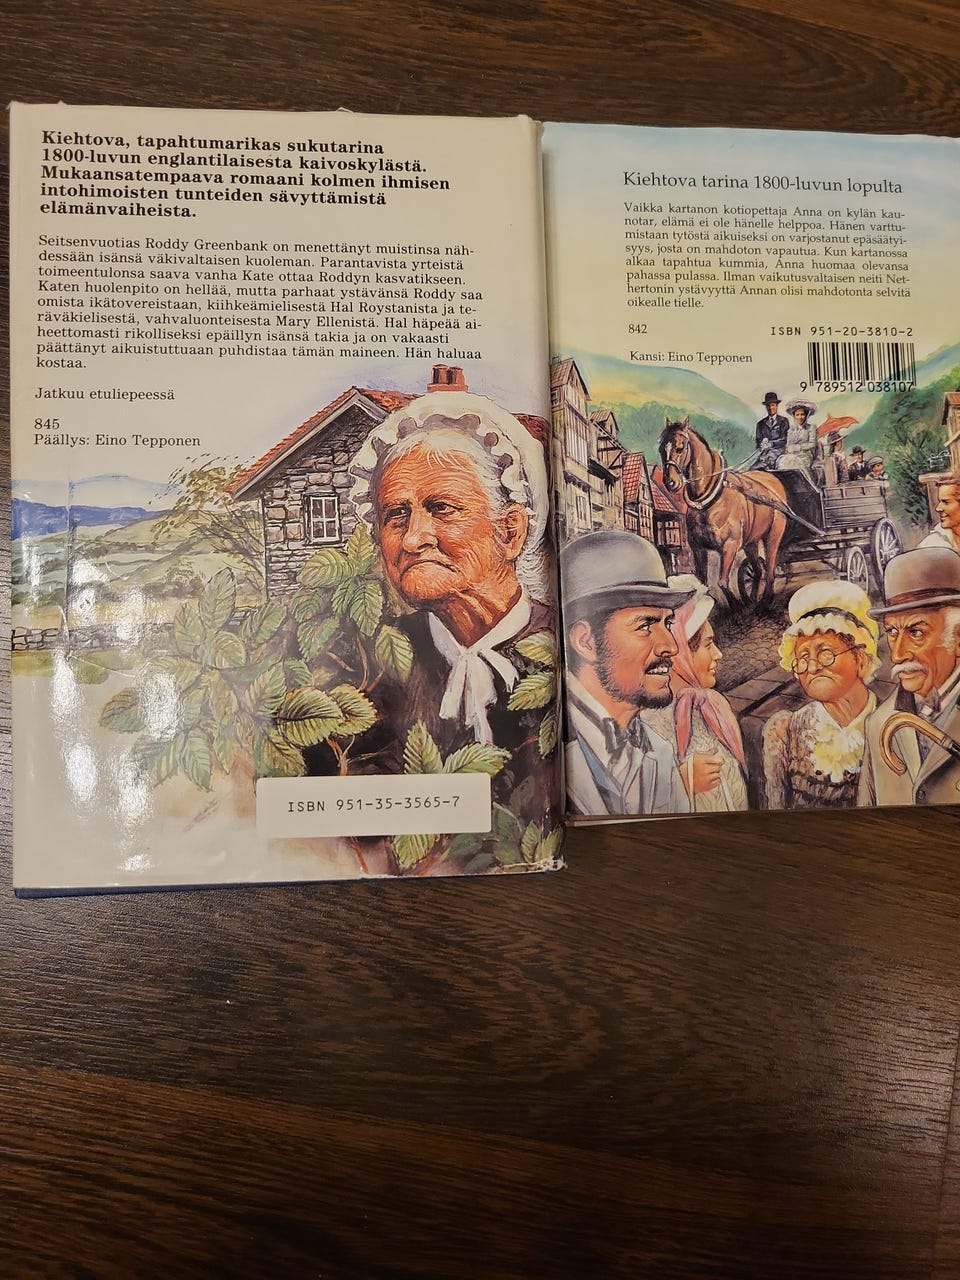 Kiehtova, tapahtumarikas sukutarina
1800-luvun englantilaisesta kaivoskylästä.
Mukaansatempaava romaani kolmen ihmisen
intohimoisten tunteiden sävyttämistä
elämänvaiheista.
Seitsenvuotias Roddy Greenbank on menettänyt muistinsa näh-
dessään isänsä väkivaltaisen kuoleman. Parantavista yrteistä
toimeentulonsa saava vanha Kate ottaa Roddyn kasvatikseen.
Katen huolenpito on hellää, mutta parhaat ystävänsä Roddy saa
omista ikätovereistaan, kiihkeämielisestä Hal Roystanista ja te-
räväkielisestä, vahvaluonteisesta Mary Ellenistä. Hal häpeää ai-
heettomasti rikolliseksi epäillyn isänsä takia ja on vakaasti
päättänyt aikuistuttuaan puhdistaa tämän maineen. Hän haluaa
kostaa.
Jatkuu etuliepeessä
845
Päällys: Eino Tepponen
ISBN 951-35-3565-7
Kiehtova tarina 1800-luvun lopulta
Vaikka kartanon kotiopettaja Anna on kylän kau-
notar, elämä ei ole hänelle helppoa. Hänen varttu-
mistaan tytöstä aikuiseksi on varjostanut epäsäätyi-
syys, josta on mahdoton vapautua. Kun kartanossa
alkaa tapahtua kummia, Anna huomaa olevansa
pahassa pulassa. Ilman vaikutusvaltaisen neiti Net-
hertonin ystävyyttä Annan olisi mahdotonta selvitä
oikealle tielle.
842
ISBN 951-20-3810-2
Kansi: Eino Tepponen
9 789512 038107